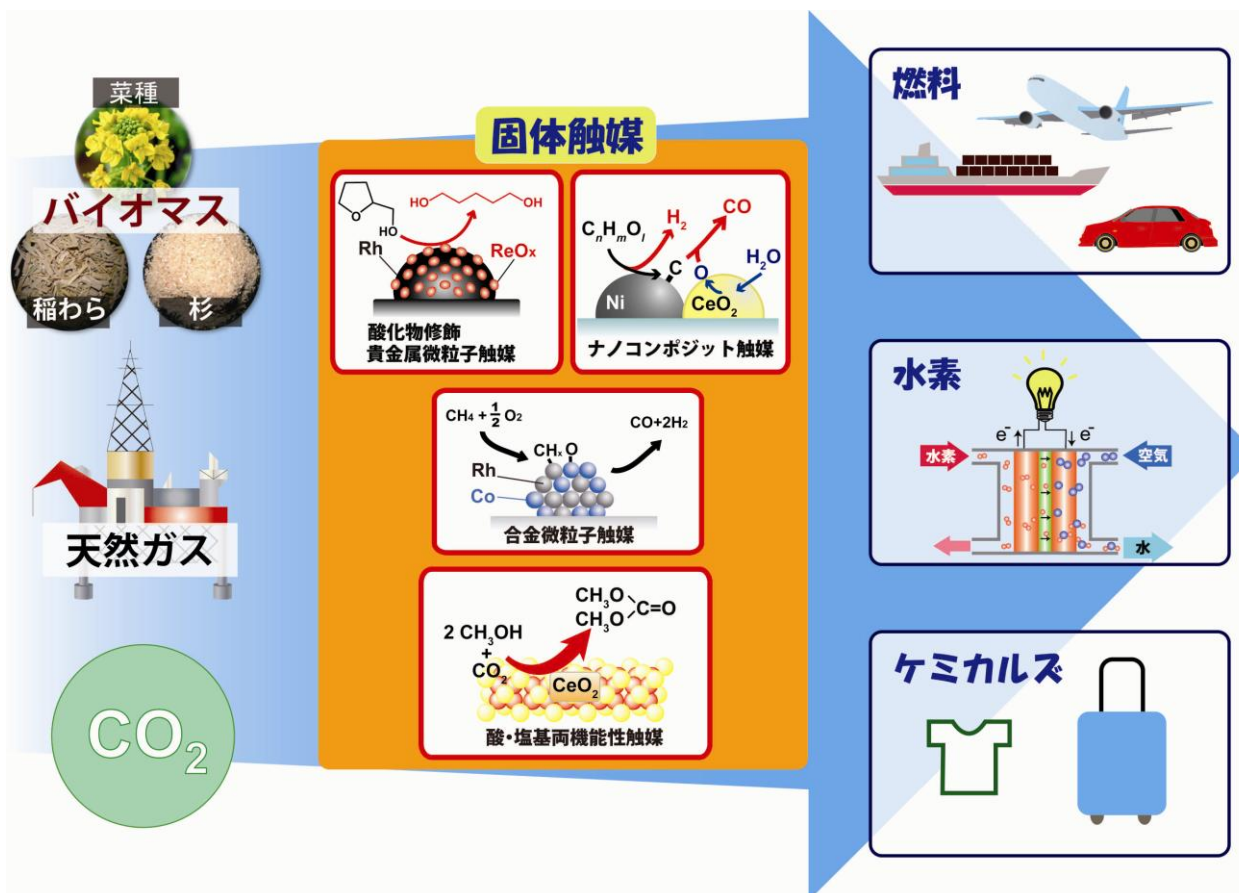 菜種
バイオマス
稲わら
杉
天然ガス
CO₂
固体触媒
HO
HO
OH
O
Rh
ReOₓ
酸化物修飾
貴金属微粒子触媒
CₙHₘOₗ
H₂
CO
C
O
H₂O
Ni
CeO₂
ナノコンポジット触媒
CH₄ + 1/2 O₂
CO+2H₂
CHₓ O
Rh
Co
合金微粒子触媒
2 CH₃OH
+
CO₂
CH₃O
CH₃O
C=O
CeO₂
酸・塩基両機能性触媒
燃料
水素
e⁻ ↑ ↓ e⁻
水素
空気
水
ケミカルズ